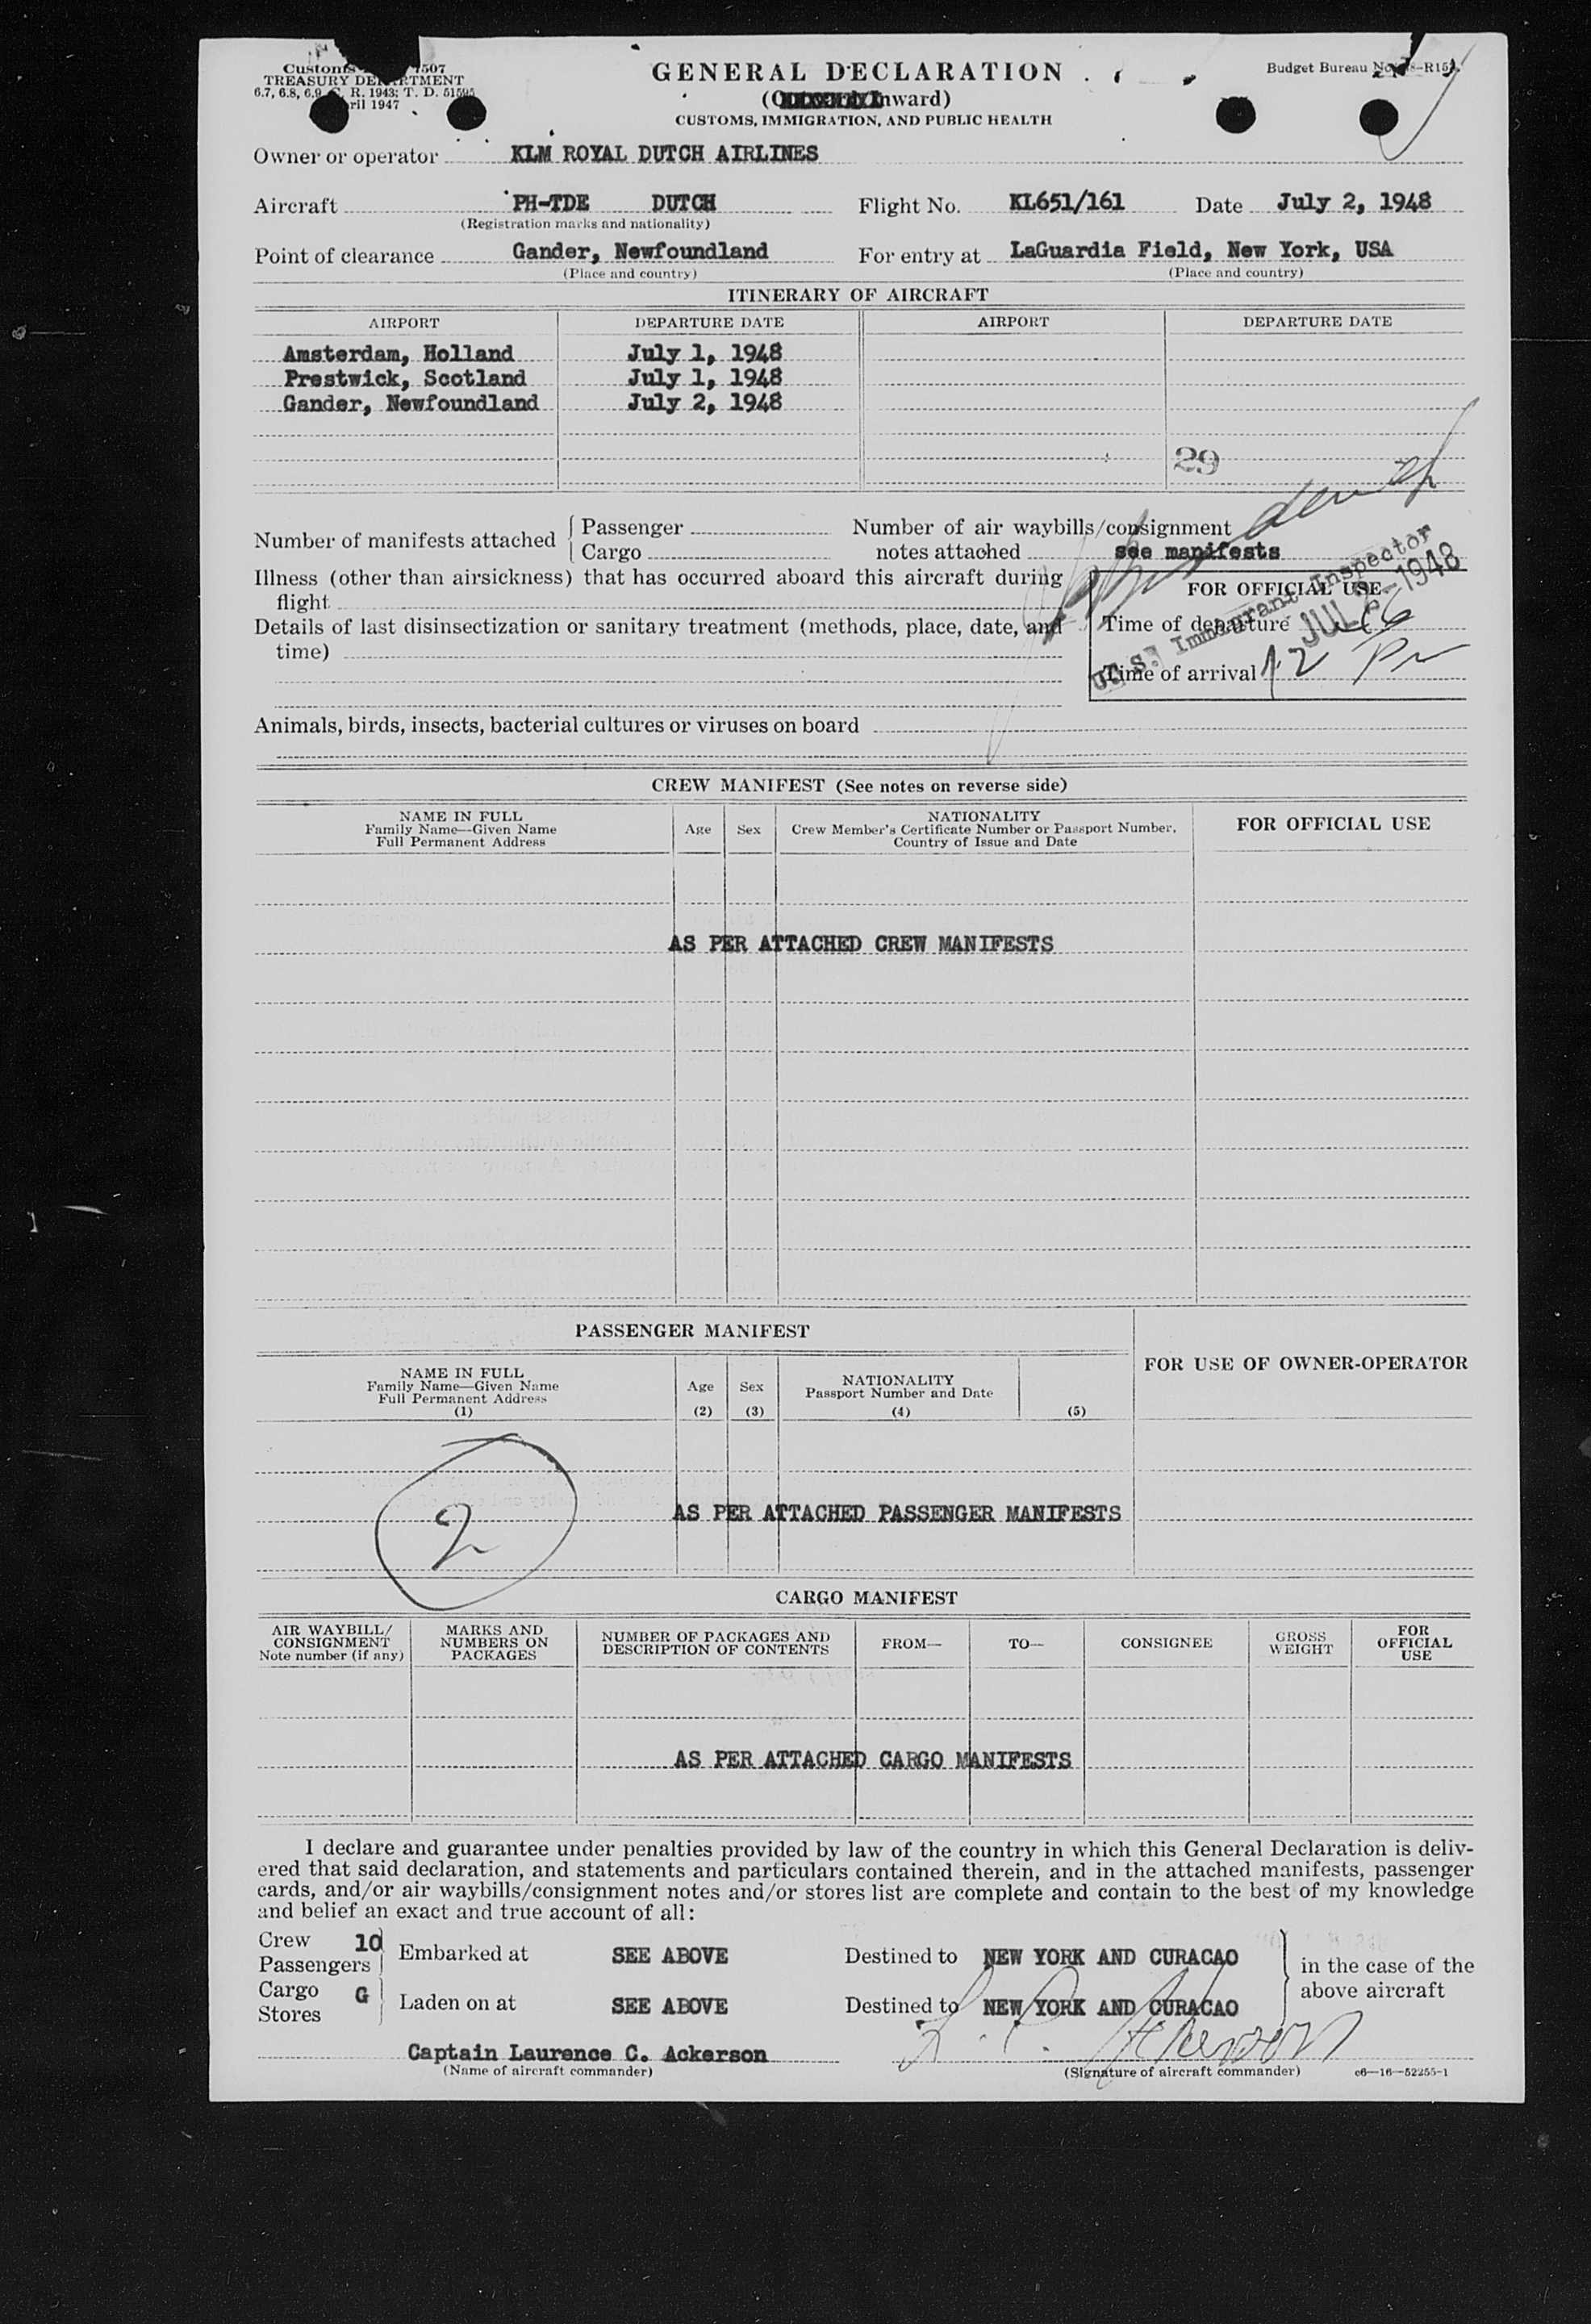 Customs 7507
TREASURY DEPARTMENT
6.7, 6.8, 6.9, C. R. 1943; T. D. 51595
April 1947
GENERAL DECLARATION
Inward)
CUSTOMS, IMMIGRATION, AND PUBLIC HEALTH
Budget Bureau
Owner or operator KLM ROYAL DUTCH AIRLINES
Aircraft PH-TDE DUTCH Flight No. KL651/161 Date July 2, 1948
(Registration marks and nationality)
Point of clearance Gander, Newfoundland For entry at LaGuardia Field, New York, USA
(Place and country) (Place and country)
ITINERARY OF AIRCRAFT
AIRPORT DEPARTURE DATE AIRPORT DEPARTURE DATE
Amsterdam, Holland July 1, 1948
Prestwick, Scotland July 1, 1948
Gander, Newfoundland July 2, 1948
29
Number of manifests attached Passenger Number of air waybills/consignment
Cargo notes attached see manifests
Illness (other than airsickness) that has occurred aboard this aircraft during
flight
FOR OFFICIAL USE
Details of last disinsectization or sanitary treatment (methods, place, date, and
time)
Time of departure
Time of arrival 12
U. S. Immigrant Inspector
JUL 2-1948
Animals, birds, insects, bacterial cultures or viruses on board
CREW MANIFEST (See notes on reverse side)
NAME IN FULL
Family Name—Given Name
Full Permanent Address
Age Sex
NATIONALITY
Crew Member's Certificate Number or Passport Number,
Country of Issue and Date
FOR OFFICIAL USE
AS PER ATTACHED CREW MANIFESTS
PASSENGER MANIFEST
FOR USE OF OWNER-OPERATOR
NAME IN FULL
Family Name—Given Name
Full Permanent Address
(1)
Age
(2)
Sex
(3)
NATIONALITY
Passport Number and Date
(4)
(5)
2
AS PER ATTACHED PASSENGER MANIFESTS
CARGO MANIFEST
AIR WAYBILL/
CONSIGNMENT
Note number (if any)
MARKS AND
NUMBERS ON
PACKAGES
NUMBER OF PACKAGES AND
DESCRIPTION OF CONTENTS
FROM—
TO—
CONSIGNEE
GROSS
WEIGHT
FOR
OFFICIAL
USE
AS PER ATTACHED CARGO MANIFESTS
I declare and guarantee under penalties provided by law of the country in which this General Declaration is deliv-
ered that said declaration, and statements and particulars contained therein, and in the attached manifests, passenger
cards, and/or air waybills/consignment notes and/or stores list are complete and contain to the best of my knowledge
and belief an exact and true account of all:
Crew 10
Passengers Embarked at SEE ABOVE Destined to NEW YORK AND CURACAO
in the case of the
above aircraft
Cargo G
Stores Laden on at SEE ABOVE Destined to NEW YORK AND CURACAO
Captain Laurence C. Ackerson L. C. Ackerson
(Name of aircraft commander) (Signature of aircraft commander) c6—16—52255-1